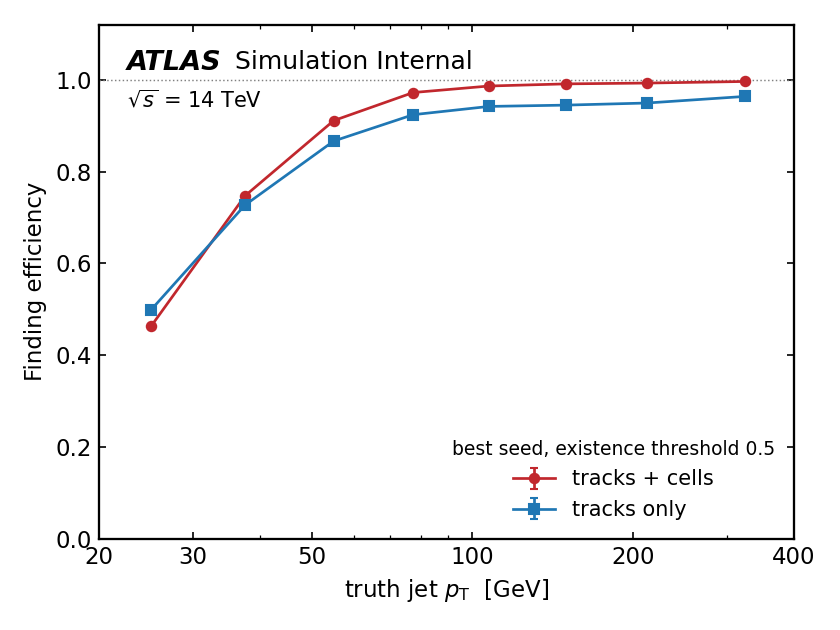 ATLAS Simulation Internal
√s = 14 TeV
1.0
0.8
0.6
0.4
0.2
0.0
Finding efficiency
best seed, existence threshold 0.5
tracks + cells
tracks only
20 30 50 100 200 400
truth jet pT [GeV]